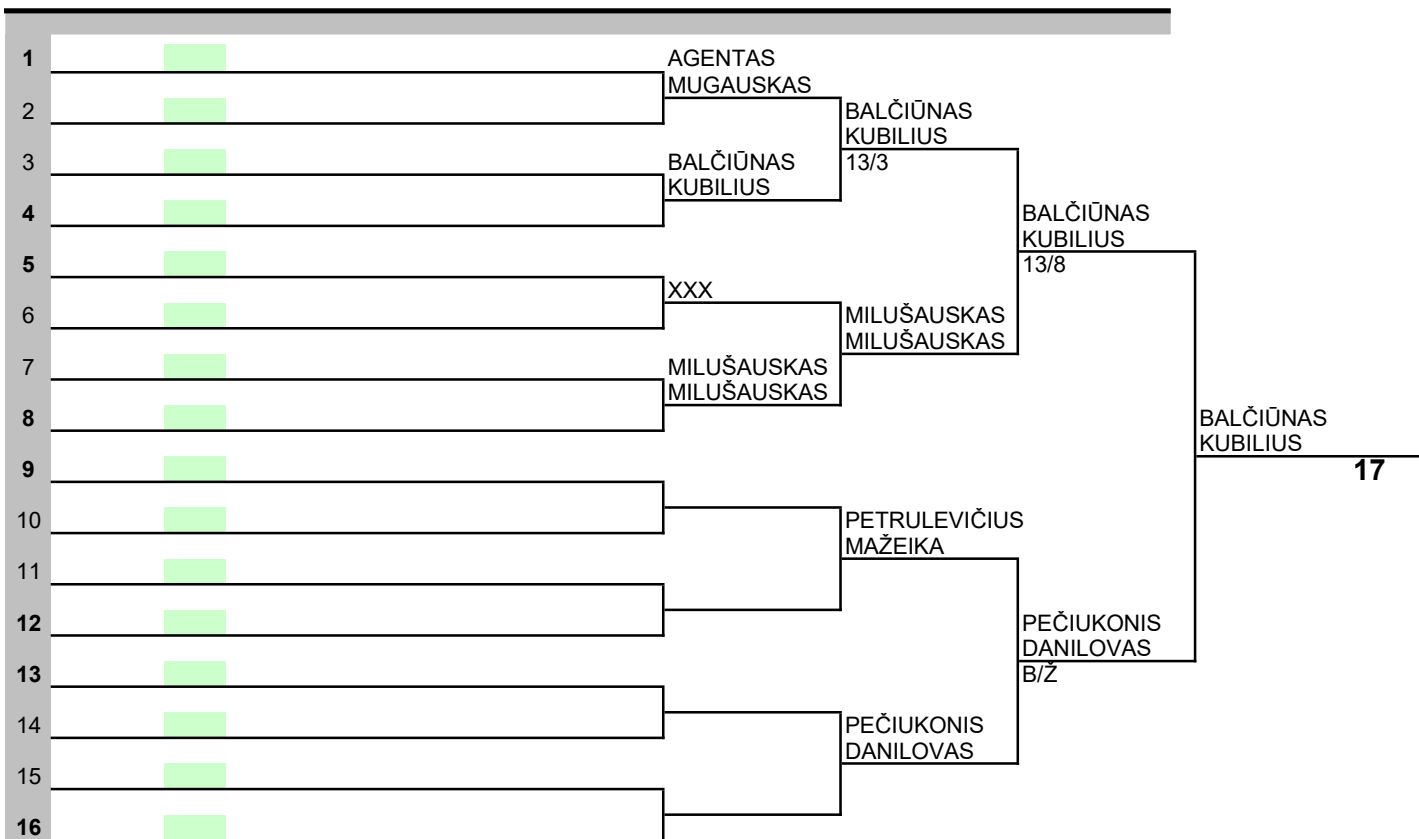 1
AGENTAS
MUGAUSKAS
2
BALČIŪNAS
KUBILIUS
3
BALČIŪNAS
13/3
KUBILIUS
4
BALČIŪNAS
KUBILIUS
5
13/8
XXX
6
MILUŠAUSKAS
MILUŠAUSKAS
7
MILUŠAUSKAS
MILUŠAUSKAS
8
BALČIŪNAS
KUBILIUS
9
17
10
PETRULEVIČIUS
MAŽEIKA
11
12
PEČIUKONIS
DANILOVAS
13
B/Ž
14
PEČIUKONIS
DANILOVAS
15
16